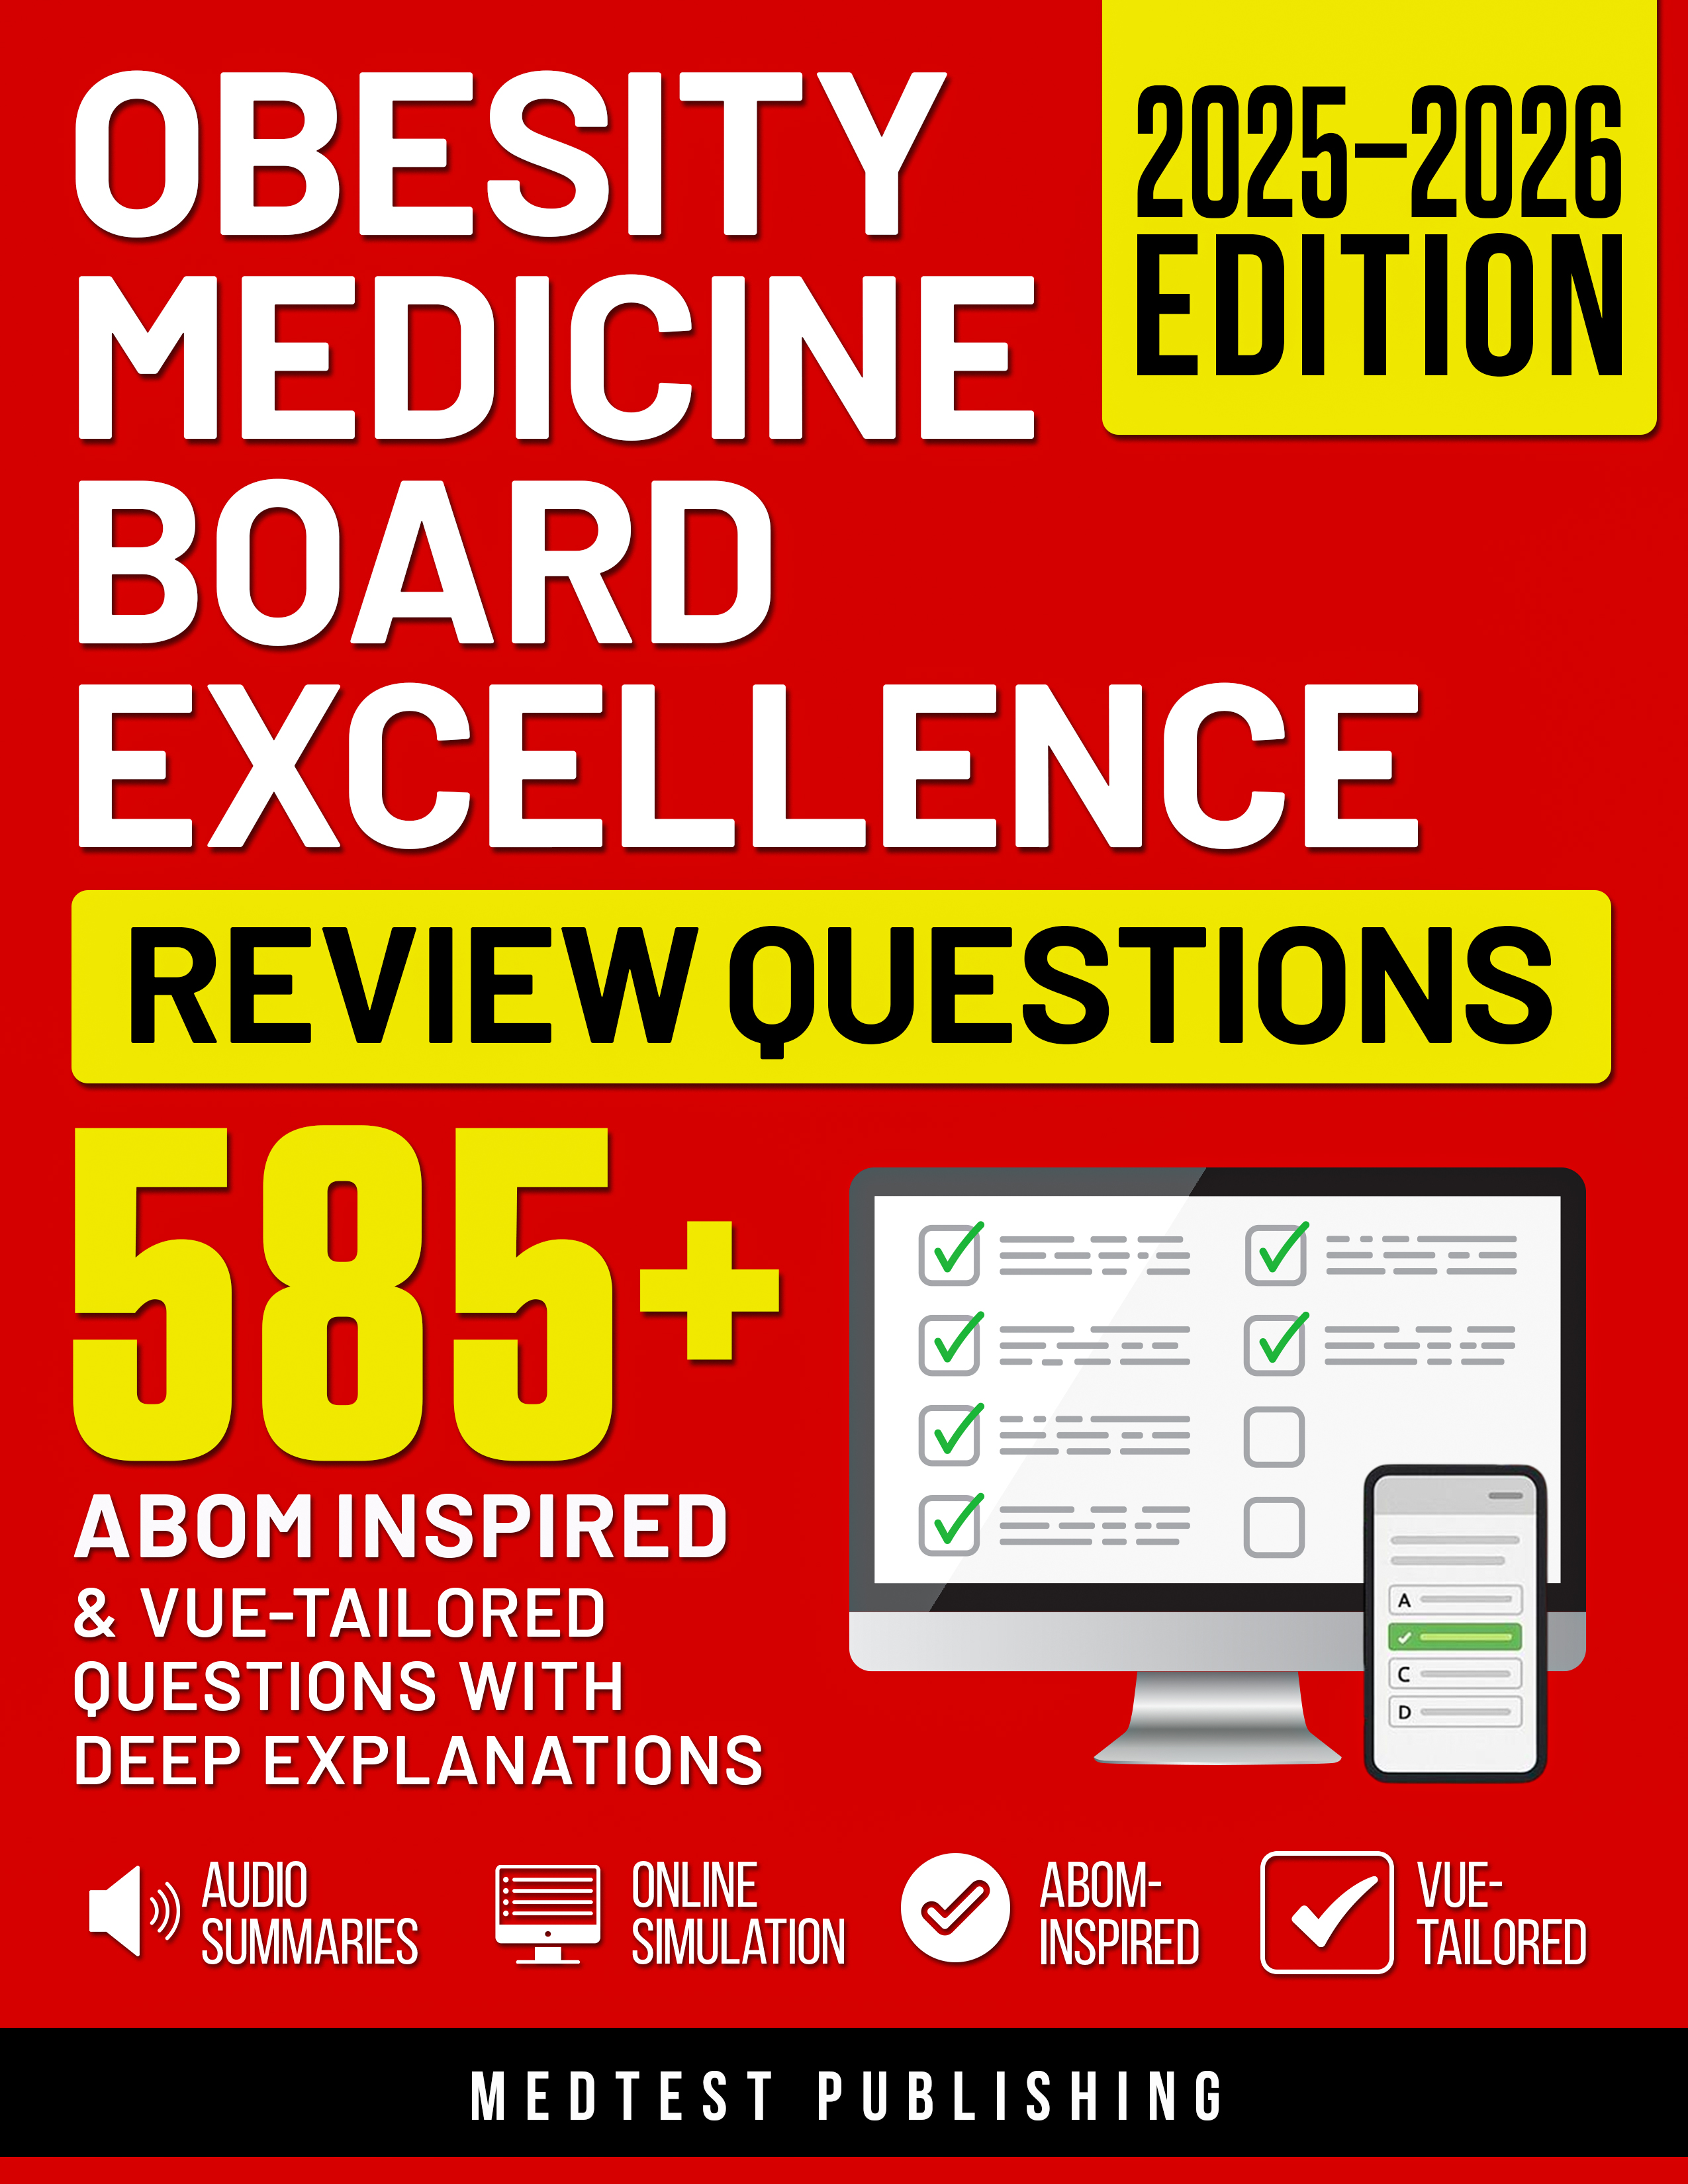 OBESITY
MEDICINE
BOARD
EXCELLENCE
2025–2026
EDITION
REVIEW QUESTIONS
585+
ABOM INSPIRED
& VUE-TAILORED
QUESTIONS WITH
DEEP EXPLANATIONS
A
C
D
AUDIO
SUMMARIES
ONLINE
SIMULATION
ABOM-
INSPIRED
VUE-
TAILORED
MEDTEST PUBLISHING